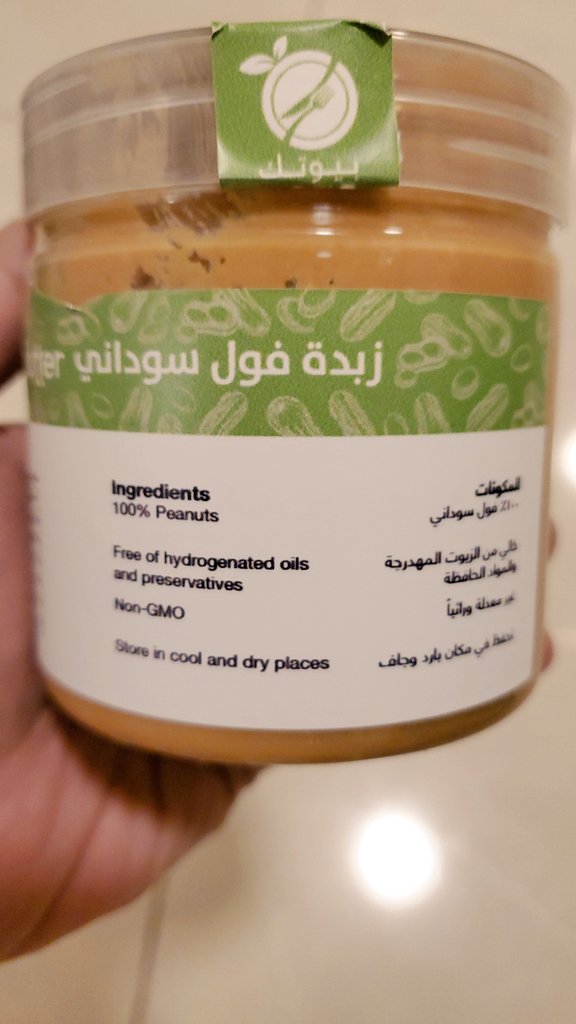 بيوتك
زبدة فول سوداني
Ingredients
100% Peanuts
Free of hydrogenated oils
and preservatives
Non-GMO
Store in cool and dry places
المكونات
١٠٠٪ فول سوداني
خالي من الزيوت المهدرجة
والمواد الحافظة
غير معدلة وراثياً
تحفظ في مكان بارد وجاف